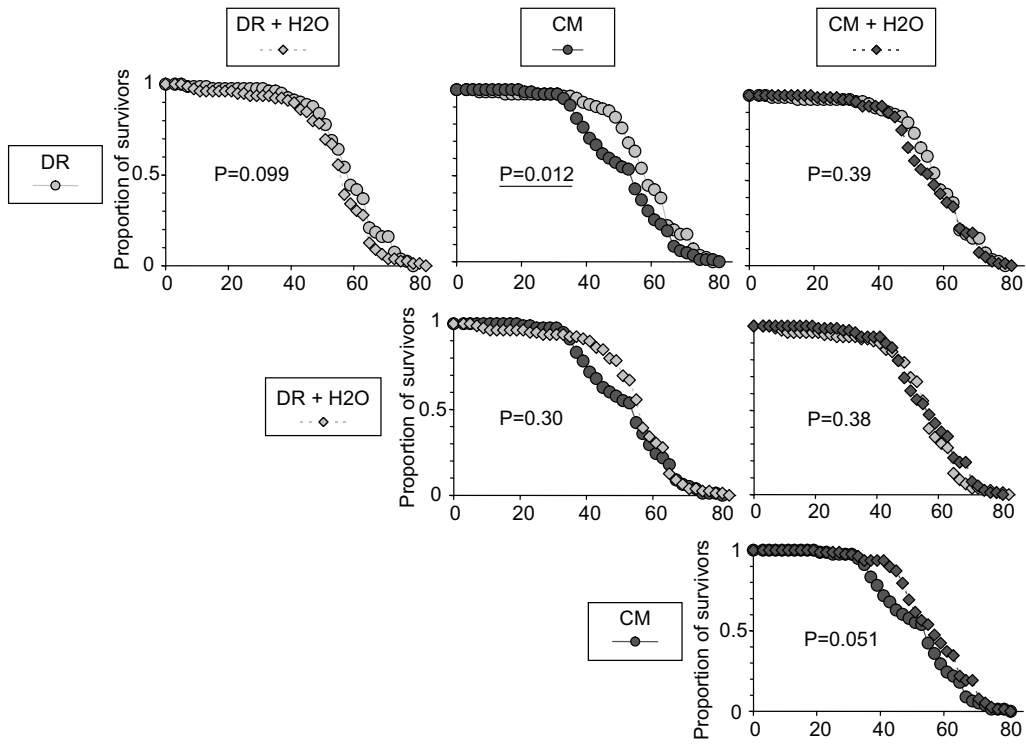 DR + H2O
CM
CM + H2O
DR
Proportion of survivors
1
0.5
0
P=0.099
0 20 40 60 80
P=0.012
0 20 40 60 80
P=0.39
0 20 40 60 80
DR + H2O
Proportion of survivors
1
0.5
0
P=0.30
0 20 40 60 80
P=0.38
0 20 40 60 80
CM
Proportion of survivors
1
0.5
0
P=0.051
0 20 40 60 80